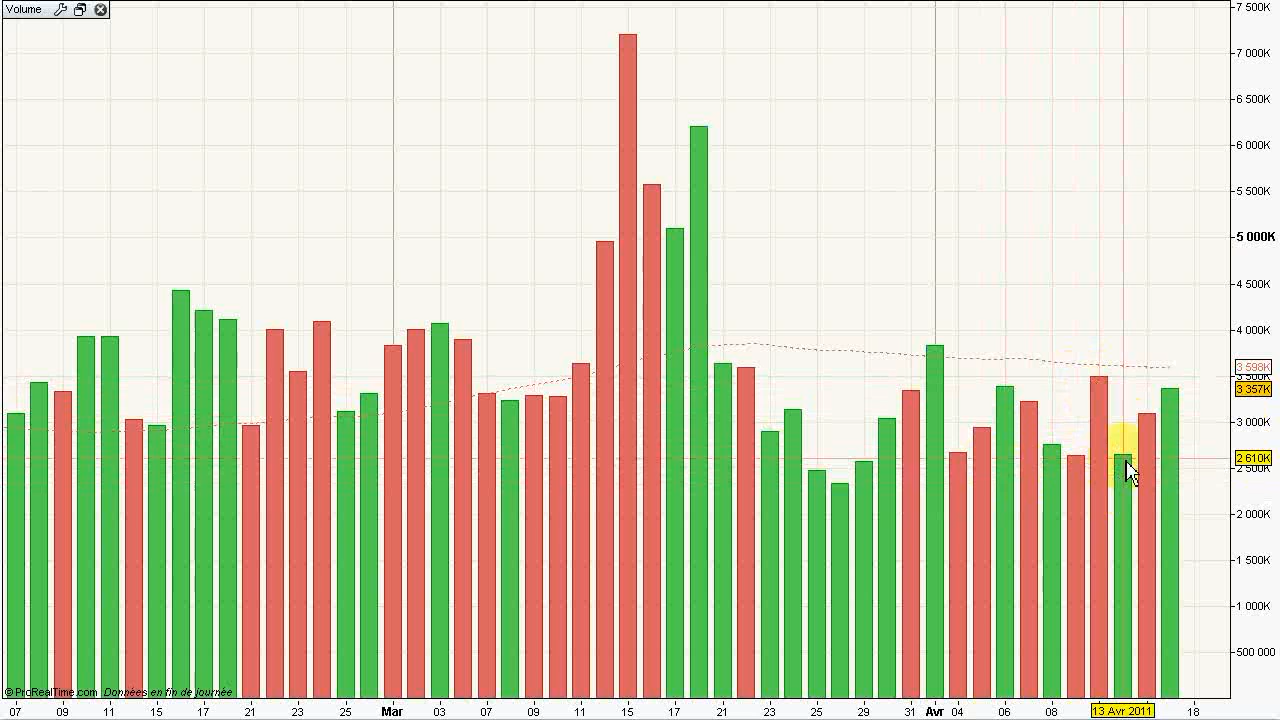 Volume
7 500K
7 000K
6 500K
6 000K
5 500K
5 000K
4 500K
4 000K
3 598K
3 357K
3 000K
2 610K
2 000K
1 500K
1 000K
500 000
© ProRealTime.com Données en fin de journée
07 09 11 15 17 21 23 25 Mar 03 07 09 11 15 17 21 23 25 29 31 Avr 04 06 08 13 Avr 2011 18